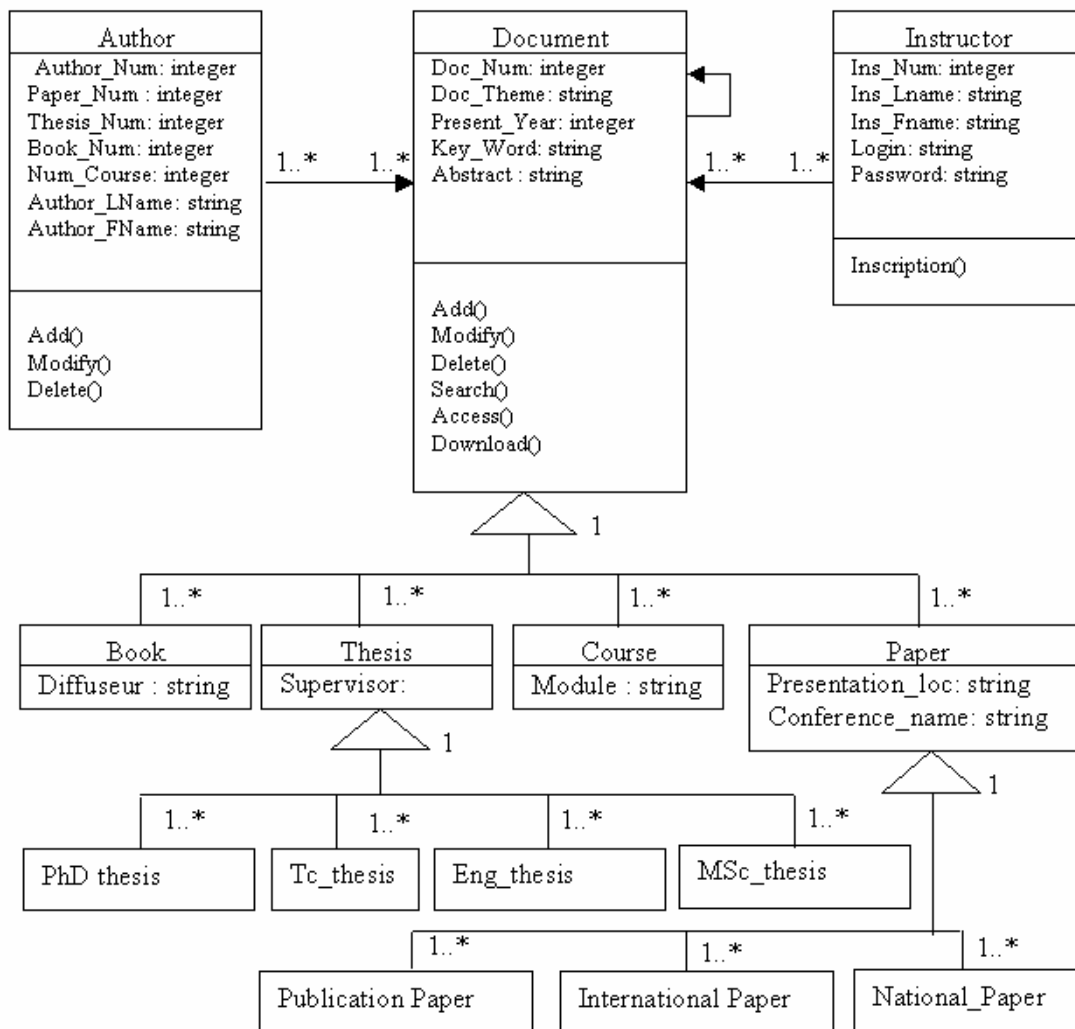 Author
Author_Num: integer
Paper_Num : integer
Thesis_Num: integer
Book_Num: integer
Num_Course: integer
Author_LName: string
Author_FName: string
Add()
Modify()
Delete()
1..*
1..*
Document
Doc_Num: integer
Doc_Theme: string
Present_Year: integer
Key_Word: string
Abstract : string
Add()
Modify()
Delete()
Search()
Access()
Download()
1..*
1..*
Instructor
Ins_Num: integer
Ins_Lname: string
Ins_Fname: string
Login: string
Password: string
Inscription()
1
1..*
1..*
1..*
1..*
Book
Diffuseur : string
Thesis
Supervisor:
Course
Module : string
Paper
Presentation_loc: string
Conference_name: string
1
1
1..*
1..*
1..*
1..*
PhD thesis
Tc_thesis
Eng_thesis
MSc_thesis
1..*
1..*
1..*
Publication Paper
International Paper
National_Paper